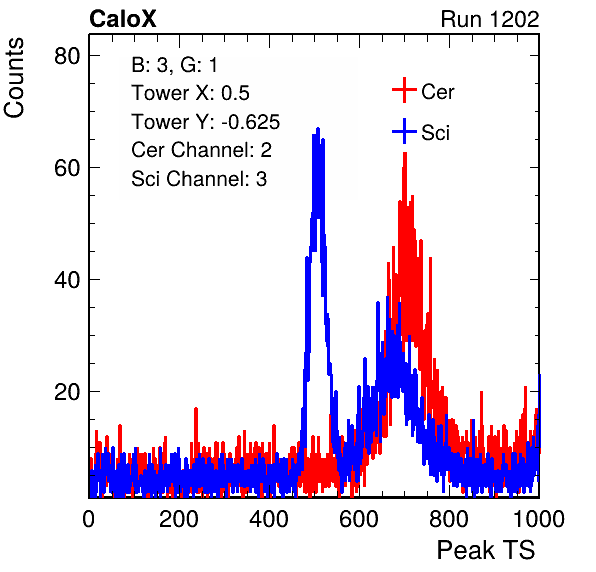 CaloX Run 1202
Counts
B: 3, G: 1
Tower X: 0.5
Tower Y: -0.625
Cer Channel: 2
Sci Channel: 3
Cer
Sci
80
60
40
20
0 200 400 600 800 1000
Peak TS